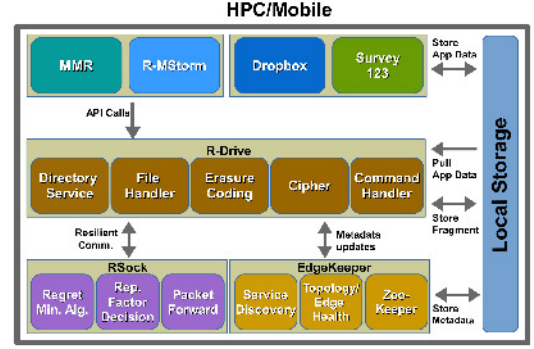 HPC/Mobile
MMR
R-MStorm
Dropbox
Survey
123
Store
App Data
API Calls
R-Drive
Directory
Service
File
Handler
Erasure
Coding
Cipher
Command
Handler
Pull
App Data
Store
Fragment
Local Storage
Resilient
Comm.
Metadata
updates
RSock
Regret
Min. Alg.
Rep.
Factor
Decision
Packet
Forward
EdgeKeeper
Service
Discovery
Topology/
Edge
Health
Zoo-
Keeper
Store
Metadata